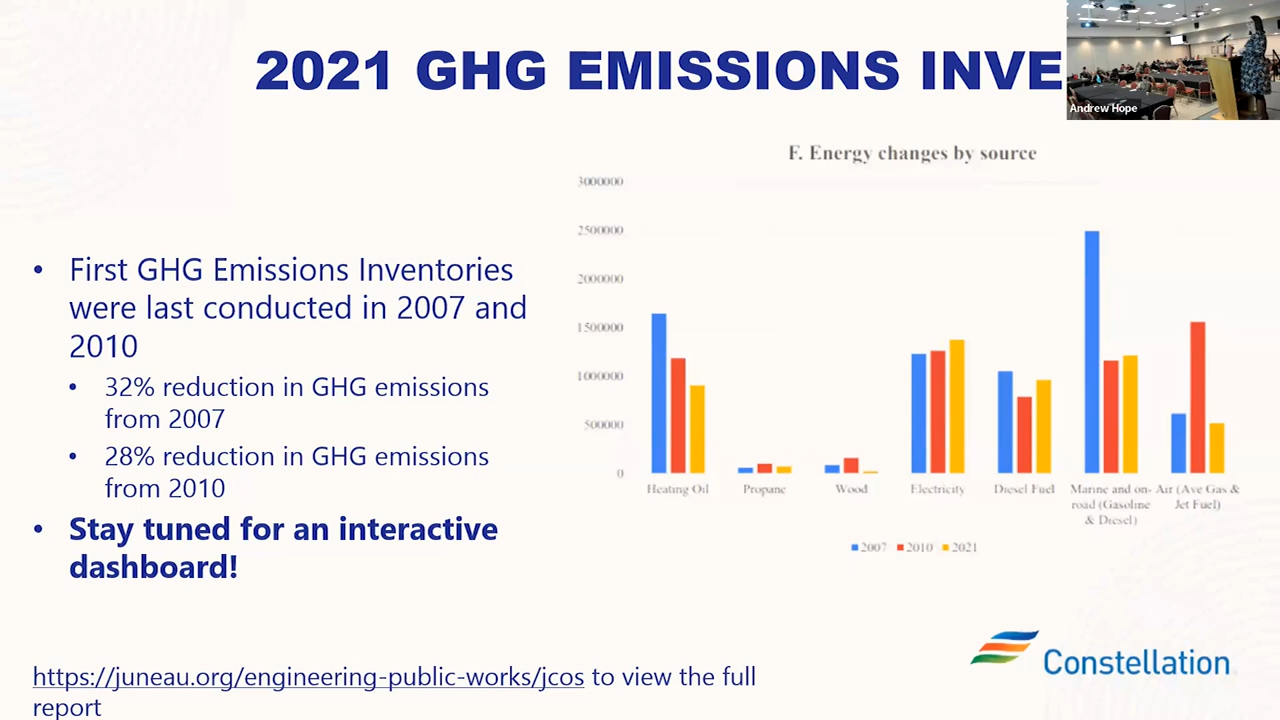 2021 GHG EMISSIONS INVE
Andrew Hope
• First GHG Emissions Inventories
were last conducted in 2007 and
2010
• 32% reduction in GHG emissions
from 2007
• 28% reduction in GHG emissions
from 2010
• Stay tuned for an interactive
dashboard!
F. Energy changes by source
3000000
2500000
2000000
1500000
1000000
500000
0
Heating Oil Propane Wood Electricity Diesel Fuel Marine and on- Air (Ave Gas &
road (Gasoline Jet Fuel)
& Diesel)
2007 2010 2021
Constellation
https://juneau.org/engineering-public-works/jcos to view the full
report